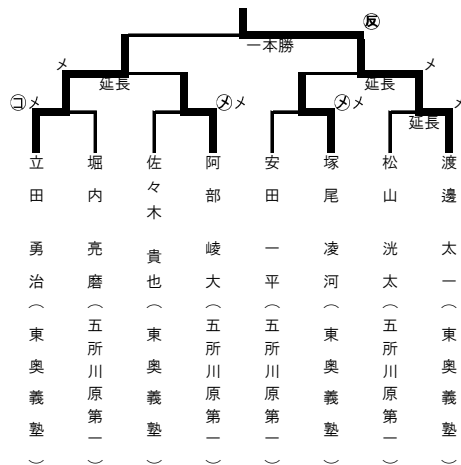 ㋫
一本勝
メ
延長
延長
メ
㋙メ
㋱メ
㋱メ
延長
メ
立田 勇治(東奥義塾)
堀内 亮磨(五所川原第一)
佐々木 貴也(東奥義塾)
阿部 崚大(五所川原第一)
安田 一平(五所川原第一)
塚尾 凌河(東奥義塾)
松山 洸太(五所川原第一)
渡邊 太一(東奥義塾)